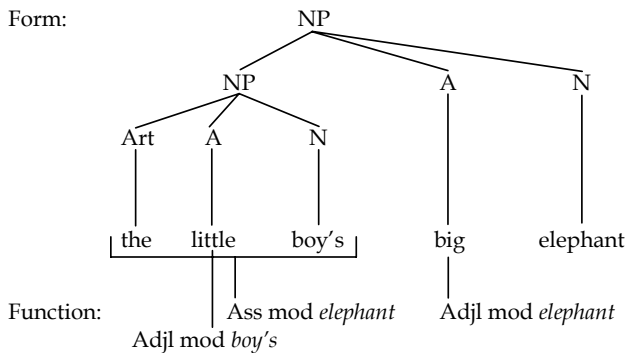 Form: NP
NP A N
Art A N
the little boy's big elephant
Function: Ass mod elephant Adjl mod elephant
Adjl mod boy's